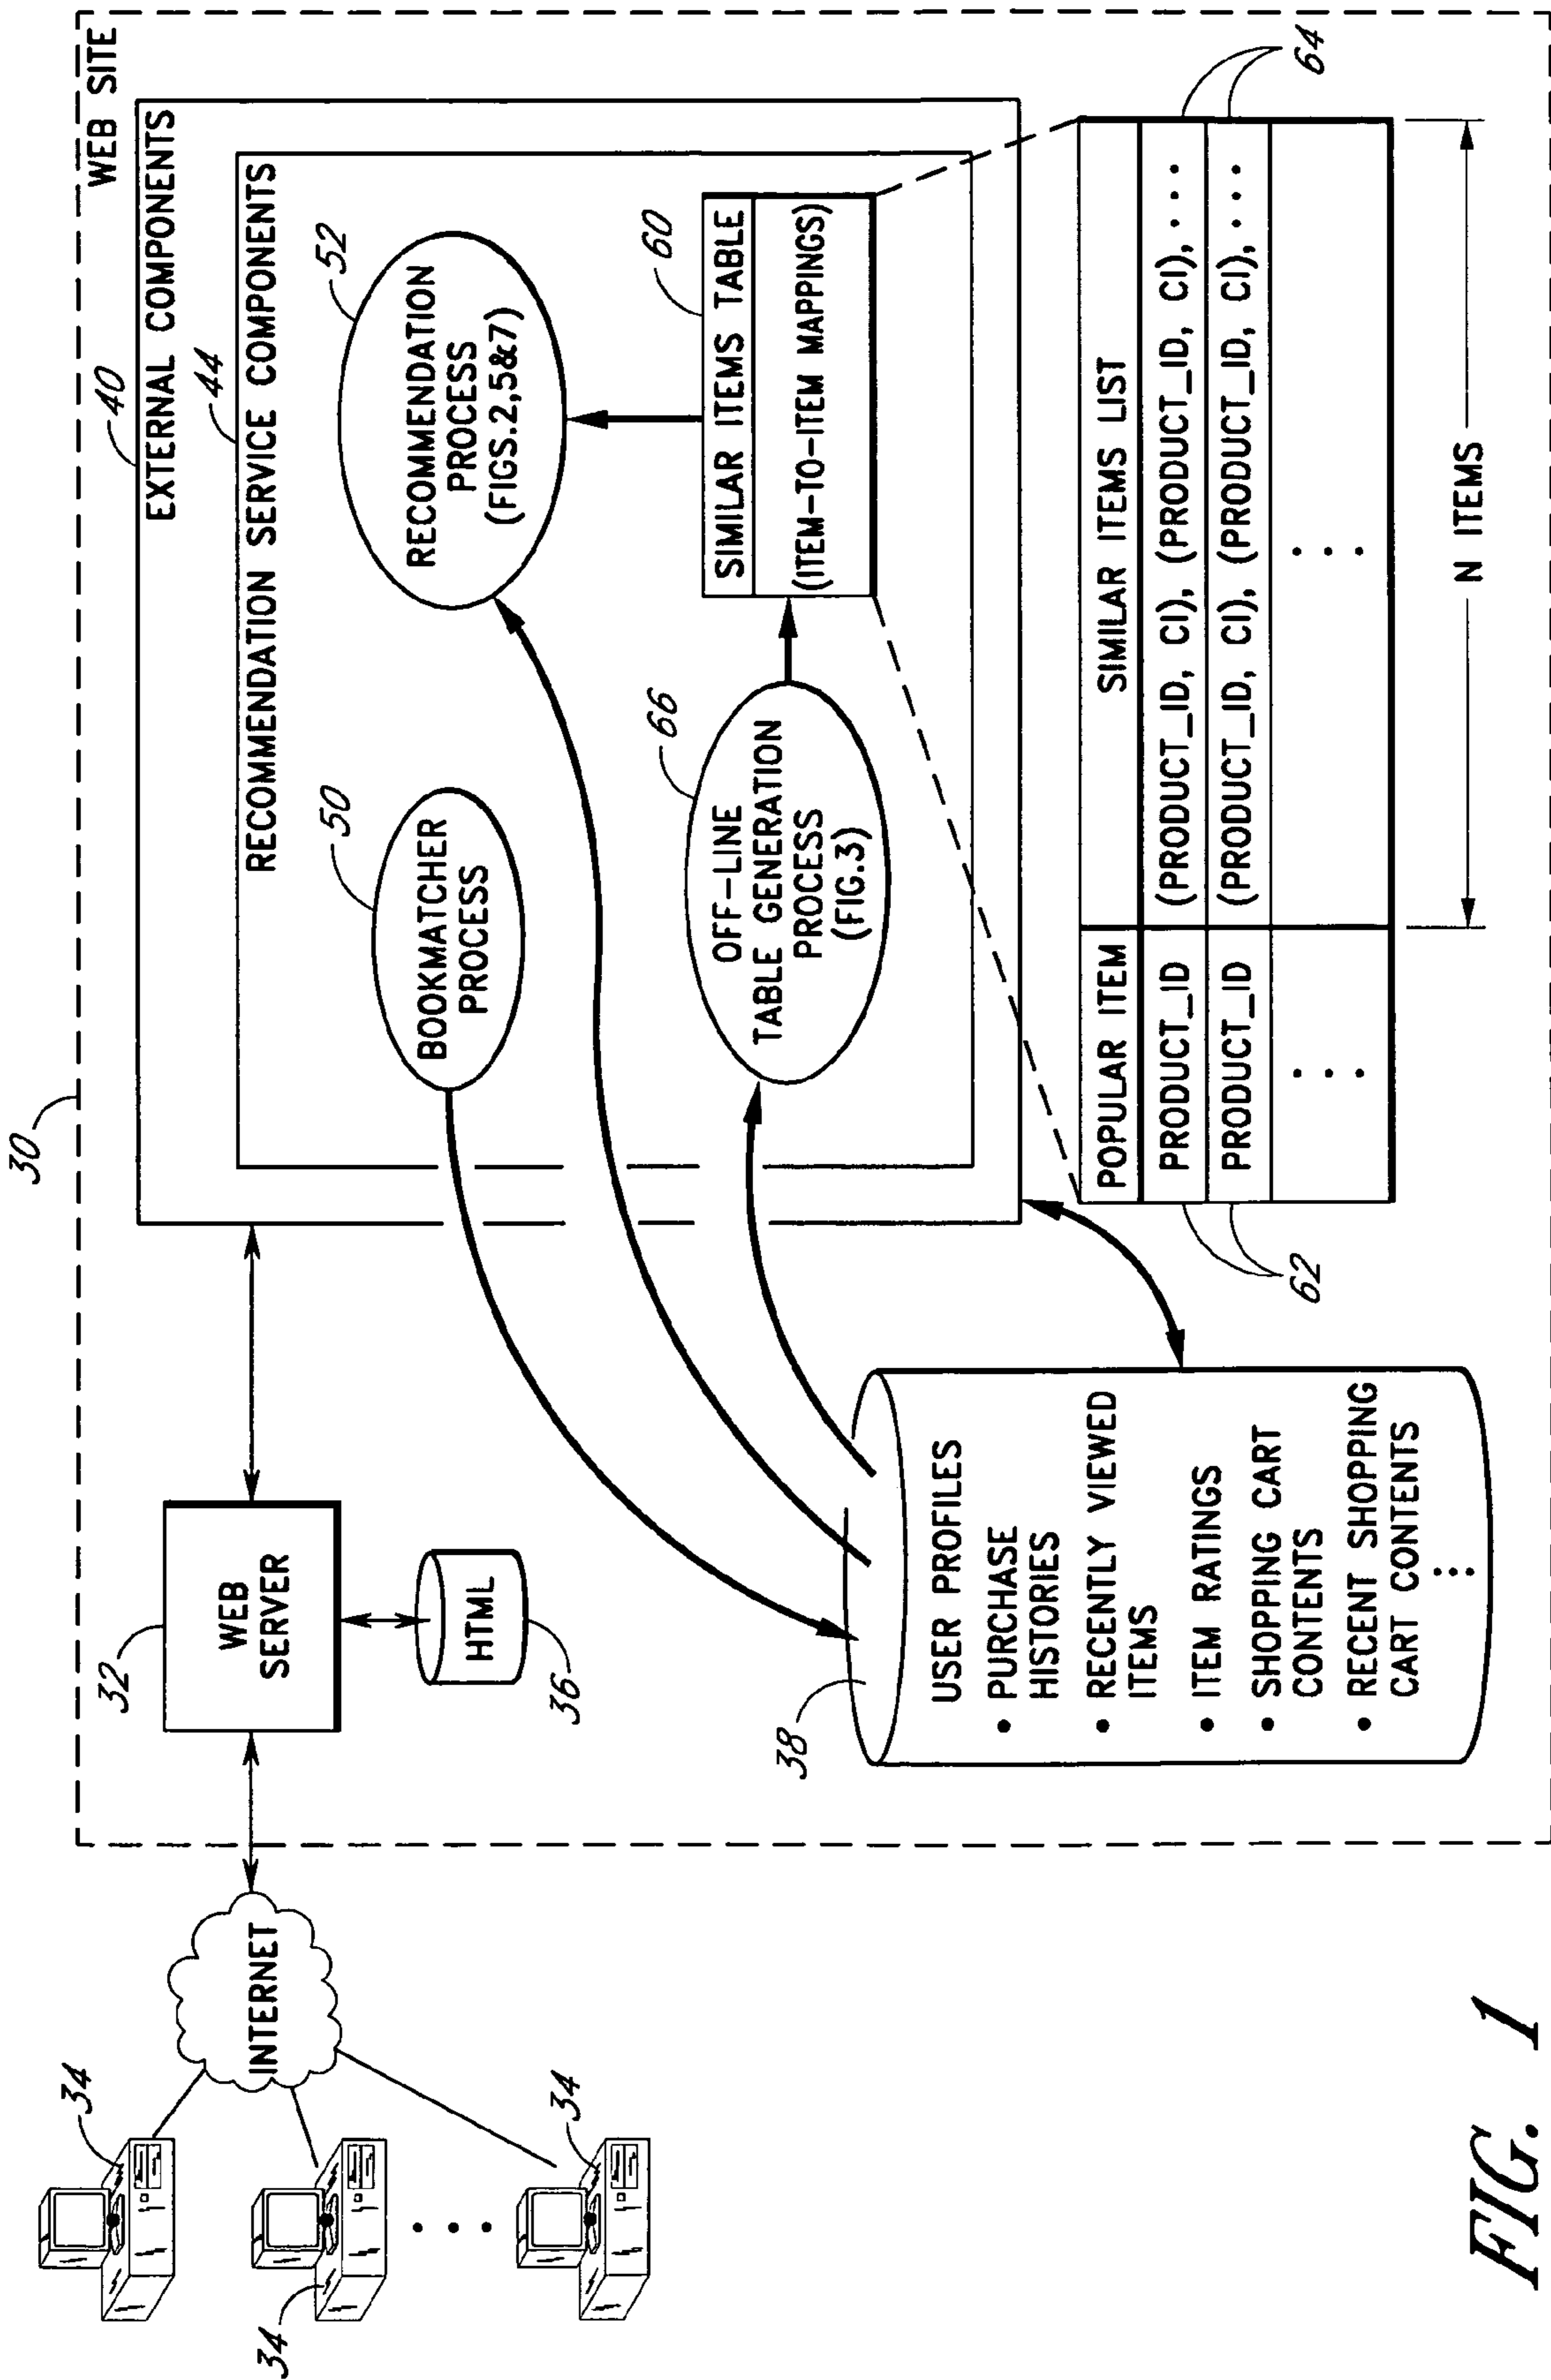 30
WEB SITE
40
EXTERNAL COMPONENTS
44
RECOMMENDATION SERVICE COMPONENTS
34
34
34
INTERNET
32
WEB
SERVER
HTML
36
50
BOOKMATCHER
PROCESS
52
RECOMMENDATION
PROCESS
(FIGS.2,5&7)
66
OFF-LINE
TABLE GENERATION
PROCESS
(FIG.3)
60
SIMILAR ITEMS TABLE
(ITEM-TO-ITEM MAPPINGS)
38
USER PROFILES
• PURCHASE
HISTORIES
• RECENTLY VIEWED
ITEMS
• ITEM RATINGS
• SHOPPING CART
CONTENTS
• RECENT SHOPPING
CART CONTENTS
POPULAR ITEM SIMILAR ITEMS LIST
PRODUCT_ID (PRODUCT_ID, CI), (PRODUCT_ID, CI), •••
PRODUCT_ID (PRODUCT_ID, CI), (PRODUCT_ID, CI), •••
62
64
N ITEMS
FIG. 1